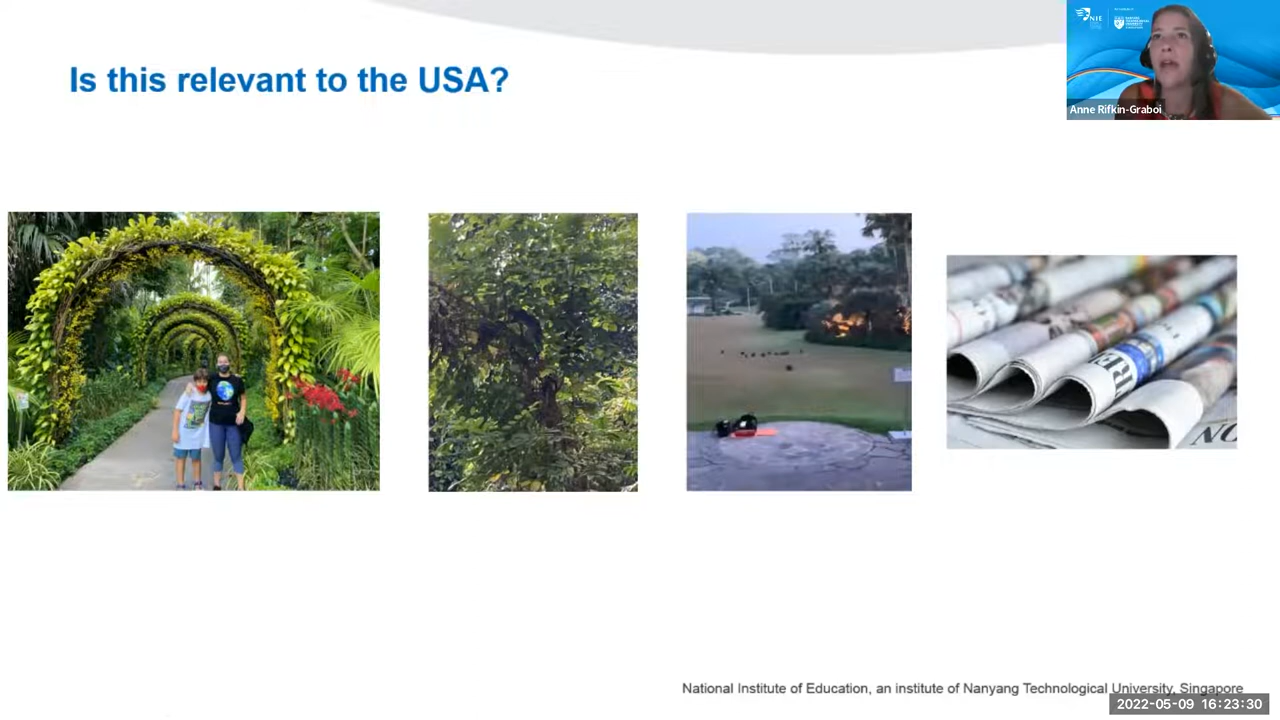 Is this relevant to the USA?
NIE
Anne Rifkin-Graboi
National Institute of Education, an institute of Nanyang Technological University, Singapore
2022-05-09 16:23:30